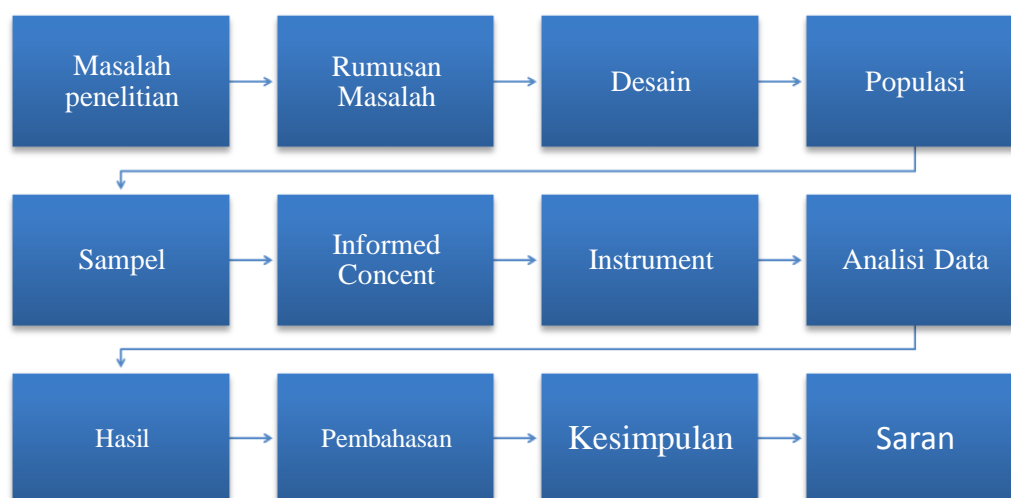 Masalah
penelitian
Rumusan
Masalah
Desain
Populasi
Sampel
Informed
Concent
Instrument
Analisi Data
Hasil
Pembahasan
Kesimpulan
Saran